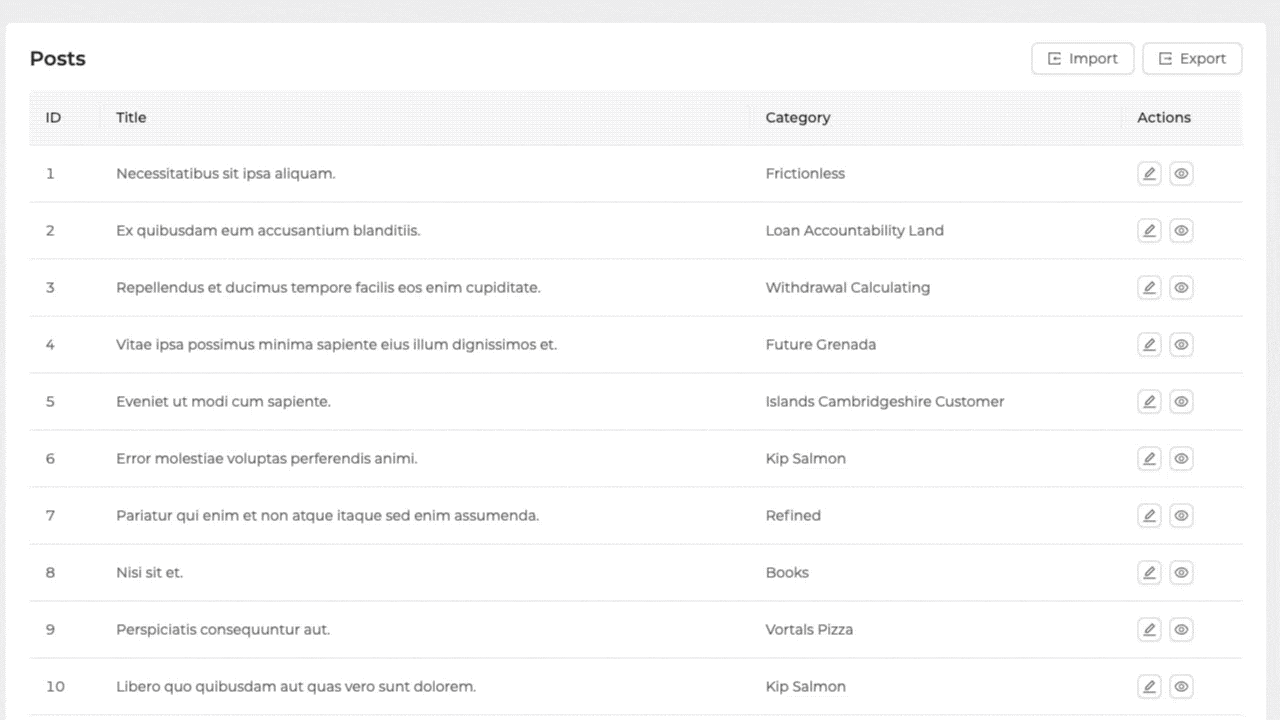 Posts Import Export
ID Title Category Actions
1 Necessitatibus sit ipsa aliquam. Frictionless
2 Ex quibusdam eum accusantium blanditiis. Loan Accountability Land
3 Repellendus et ducimus tempore facilis eos enim cupiditate. Withdrawal Calculating
4 Vitae ipsa possimus minima sapiente eius illum dignissimos et. Future Grenada
5 Eveniet ut modi cum sapiente. Islands Cambridgeshire Customer
6 Error molestiae voluptas perferendis animi. Kip Salmon
7 Pariatur qui enim et non atque itaque sed enim assumenda. Refined
8 Nisi sit et. Books
9 Perspiciatis consequuntur aut. Vortals Pizza
10 Libero quo quibusdam aut quas vero sunt dolorem. Kip Salmon